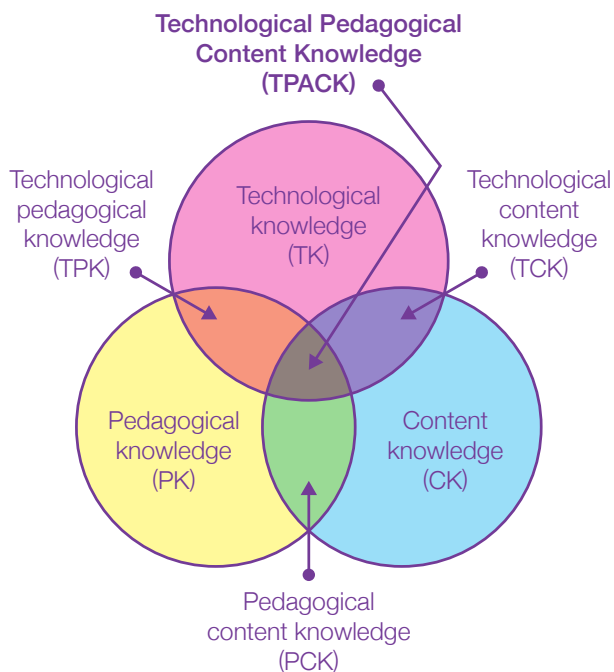 Technological Pedagogical
Content Knowledge
(TPACK)
Technological
pedagogical
knowledge
(TPK)
Technological
knowledge
(TK)
Technological
content
knowledge
(TCK)
Pedagogical
knowledge
(PK)
Content
knowledge
(CK)
Pedagogical
content knowledge
(PCK)